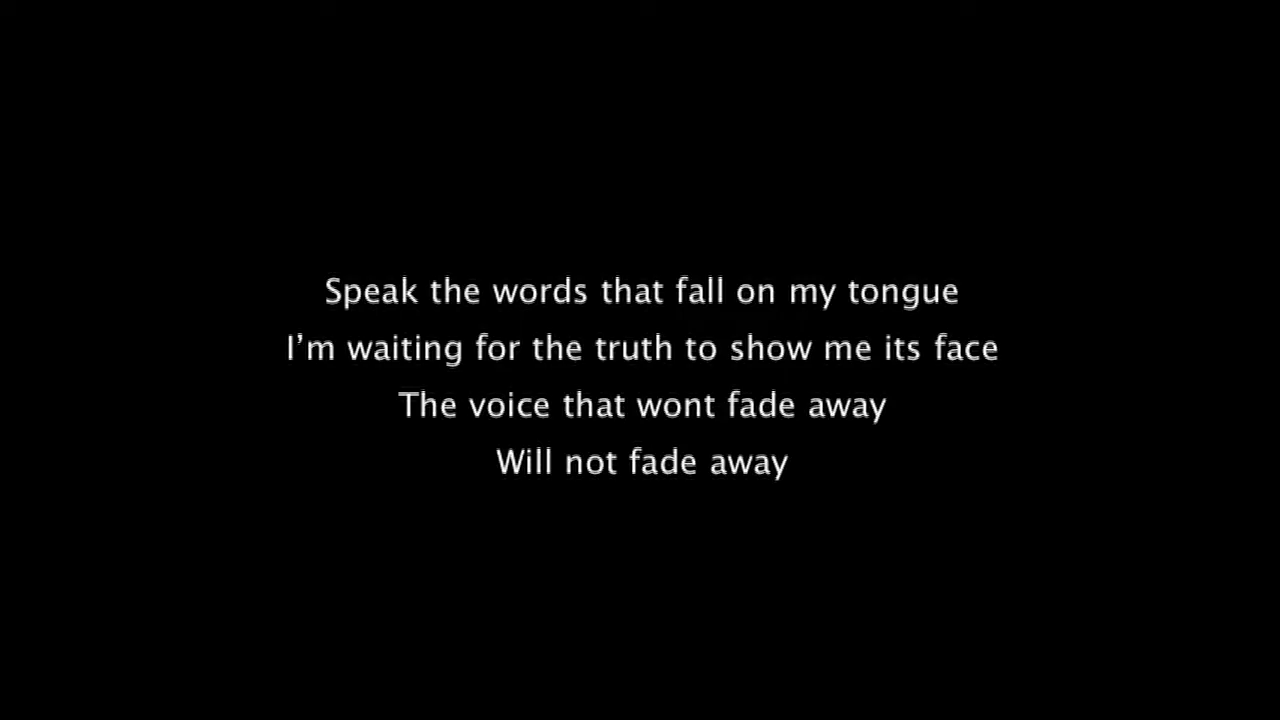 Speak the words that fall on my tongue
I’m waiting for the truth to show me its face
The voice that wont fade away
Will not fade away